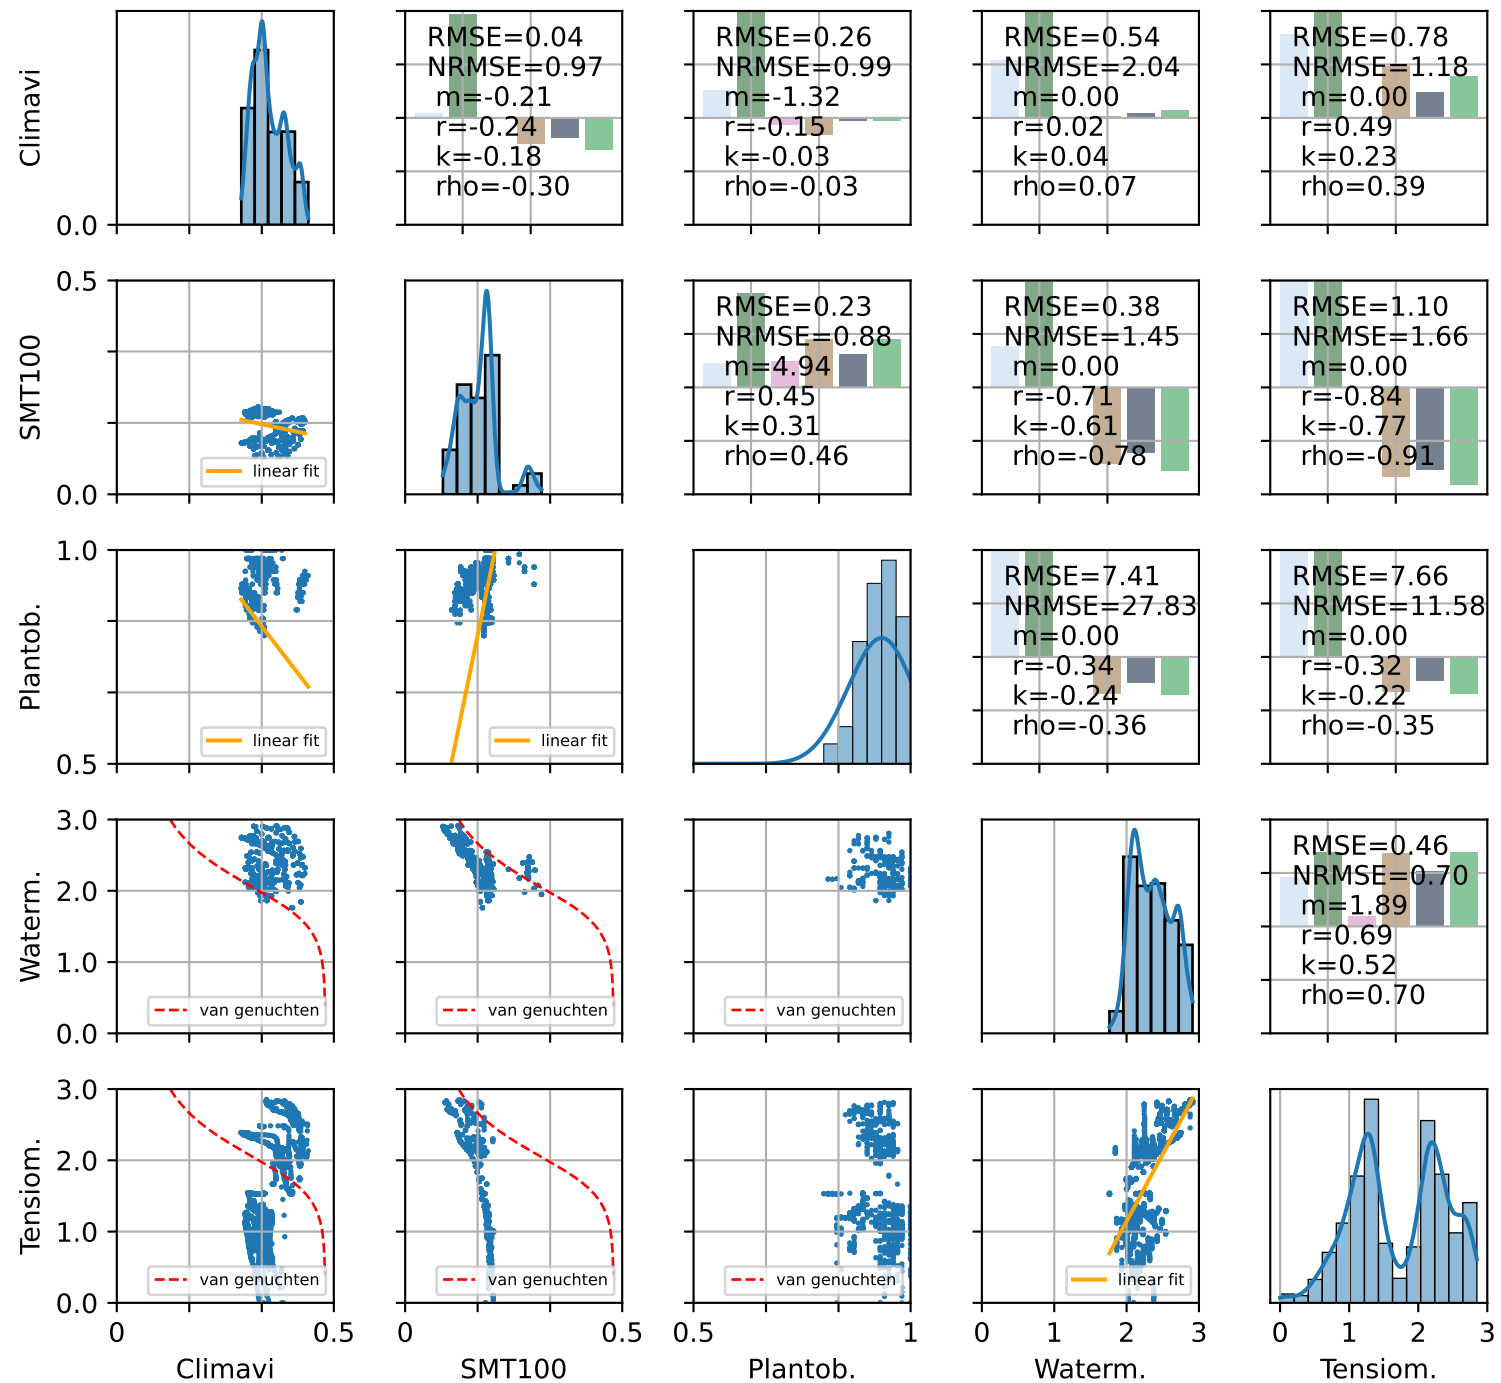 Climavi
0.0
RMSE=0.04
NRMSE=0.97
m=-0.21
r=-0.24
k=-0.18
rho=-0.30
RMSE=0.26
NRMSE=0.99
m=-1.32
r=-0.15
k=-0.03
rho=-0.03
RMSE=0.54
NRMSE=2.04
m=0.00
r=0.02
k=0.04
rho=0.07
RMSE=0.78
NRMSE=1.18
m=0.00
r=0.49
k=0.23
rho=0.39
SMT100
0.5
0.0
linear fit
RMSE=0.23
NRMSE=0.88
m=4.94
r=0.45
k=0.31
rho=0.46
RMSE=0.38
NRMSE=1.45
m=0.00
r=-0.71
k=-0.61
rho=-0.78
RMSE=1.10
NRMSE=1.66
m=0.00
r=-0.84
k=-0.77
rho=-0.91
Plantob.
1.0
0.5
linear fit
linear fit
RMSE=7.41
NRMSE=27.83
m=0.00
r=-0.34
k=-0.24
rho=-0.36
RMSE=7.66
NRMSE=11.58
m=0.00
r=-0.32
k=-0.22
rho=-0.35
Waterm.
3.0
2.0
1.0
0.0
van genuchten
van genuchten
van genuchten
RMSE=0.46
NRMSE=0.70
m=1.89
r=0.69
k=0.52
rho=0.70
Tensiom.
3.0
2.0
1.0
0.0
van genuchten
van genuchten
van genuchten
linear fit
0 0.5
0 0.5
0.5 1
0 1 2 3
0 1 2 3
Climavi
SMT100
Plantob.
Waterm.
Tensiom.